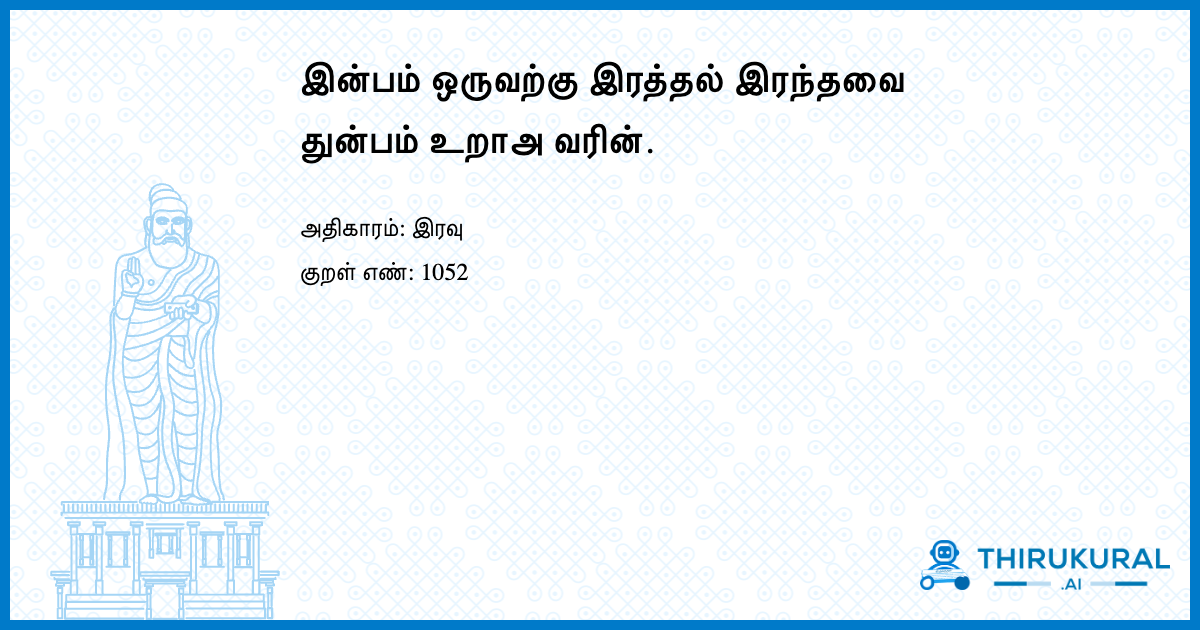 இன்பம் ஒருவற்கு இரத்தல் இரந்தவை
துன்பம் உறாஅ வரின்.
அதிகாரம்: இரவு
குறள் எண்: 1052
THIRUKURAL
.AI